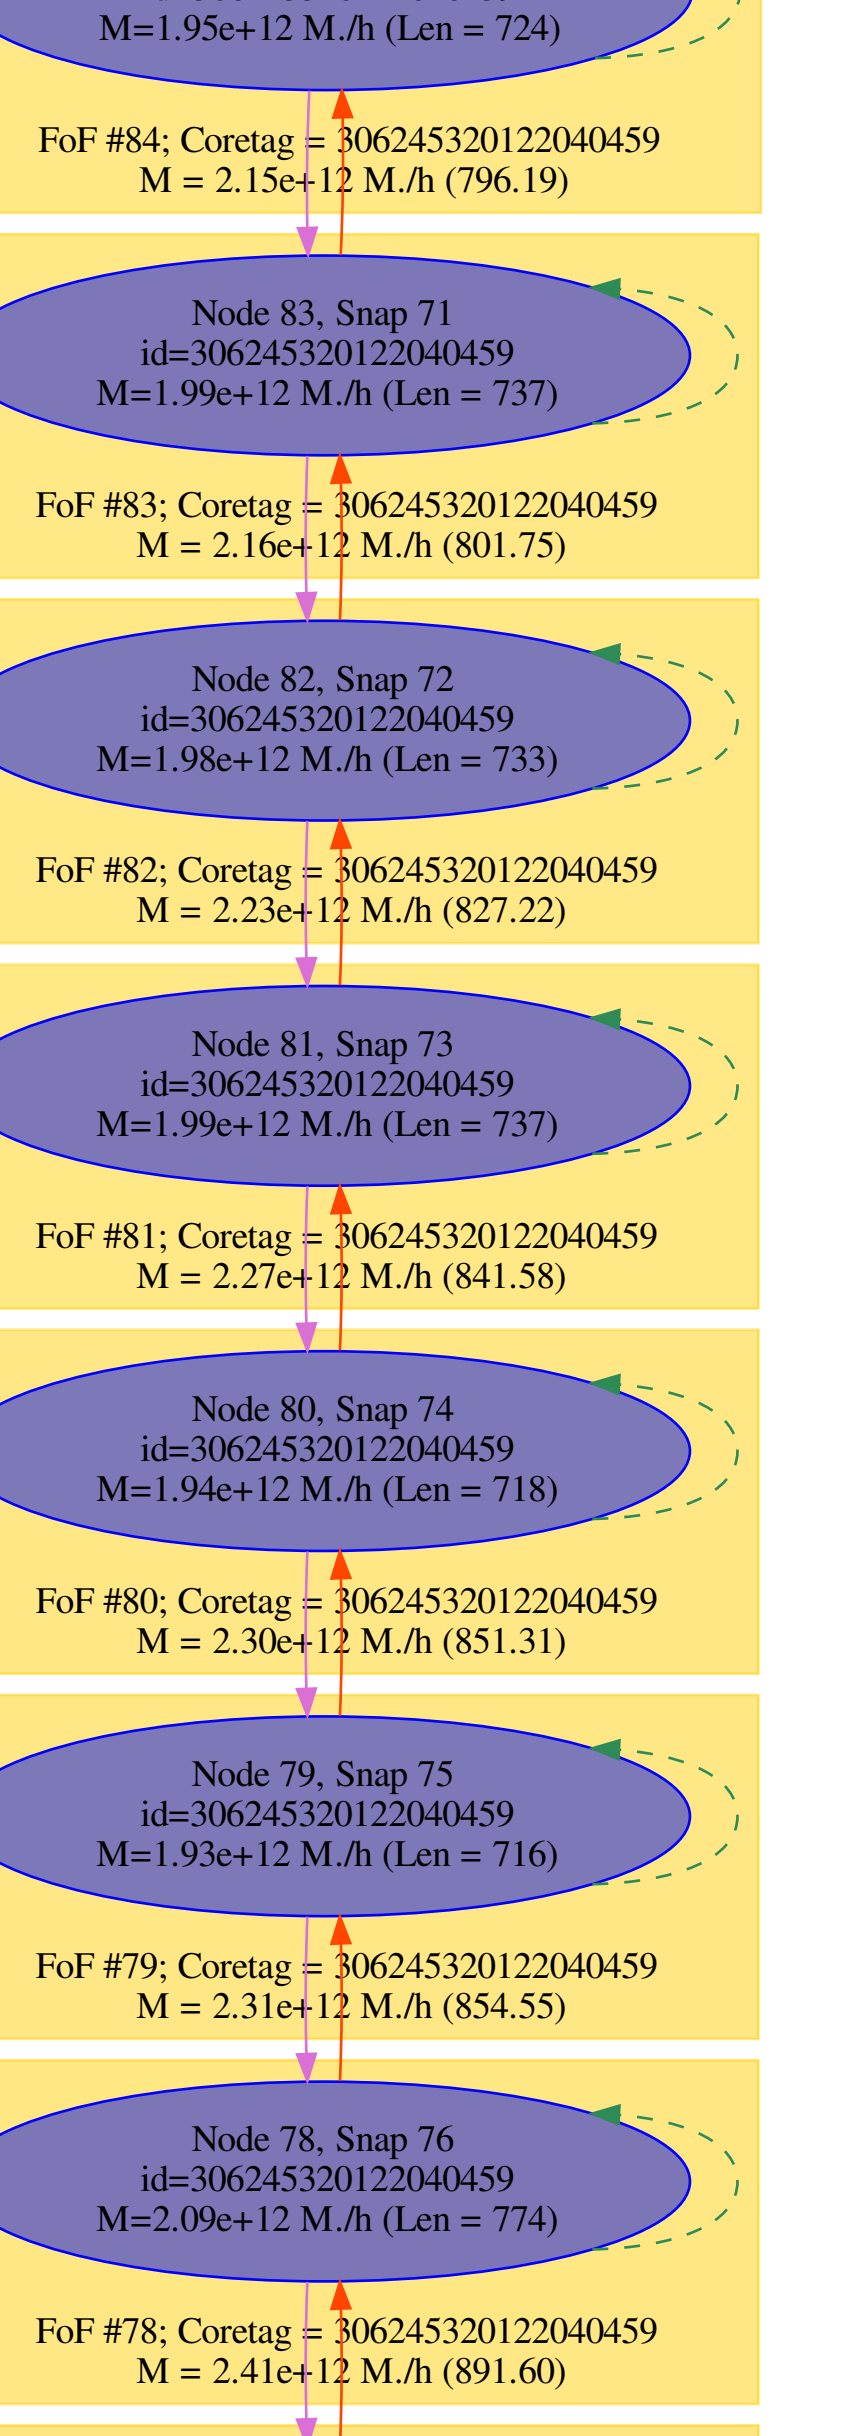 M=1.95e+12 M./h (Len = 724)
FoF #84; Coretag = 306245320122040459
M = 2.15e+12 M./h (796.19)
Node 83, Snap 71
id=306245320122040459
M=1.99e+12 M./h (Len = 737)
FoF #83; Coretag = 306245320122040459
M = 2.16e+12 M./h (801.75)
Node 82, Snap 72
id=306245320122040459
M=1.98e+12 M./h (Len = 733)
FoF #82; Coretag = 306245320122040459
M = 2.23e+12 M./h (827.22)
Node 81, Snap 73
id=306245320122040459
M=1.99e+12 M./h (Len = 737)
FoF #81; Coretag = 306245320122040459
M = 2.27e+12 M./h (841.58)
Node 80, Snap 74
id=306245320122040459
M=1.94e+12 M./h (Len = 718)
FoF #80; Coretag = 306245320122040459
M = 2.30e+12 M./h (851.31)
Node 79, Snap 75
id=306245320122040459
M=1.93e+12 M./h (Len = 716)
FoF #79; Coretag = 306245320122040459
M = 2.31e+12 M./h (854.55)
Node 78, Snap 76
id=306245320122040459
M=2.09e+12 M./h (Len = 774)
FoF #78; Coretag = 306245320122040459
M = 2.41e+12 M./h (891.60)